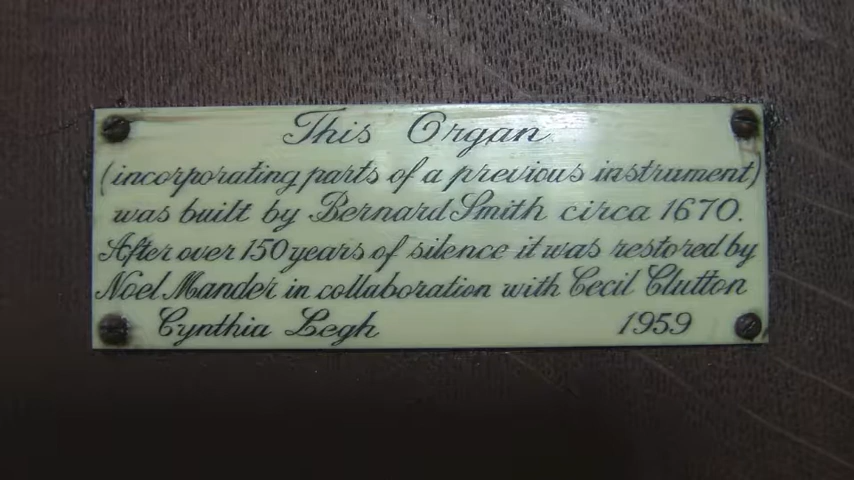 This Organ
(incorporating parts of a previous instrument)
was built by Bernard Smith circa 1670.
After over 150 years of silence it was restored by
Noel Mander in collaboration with Cecil Clutton
Cynthia Legh 1959